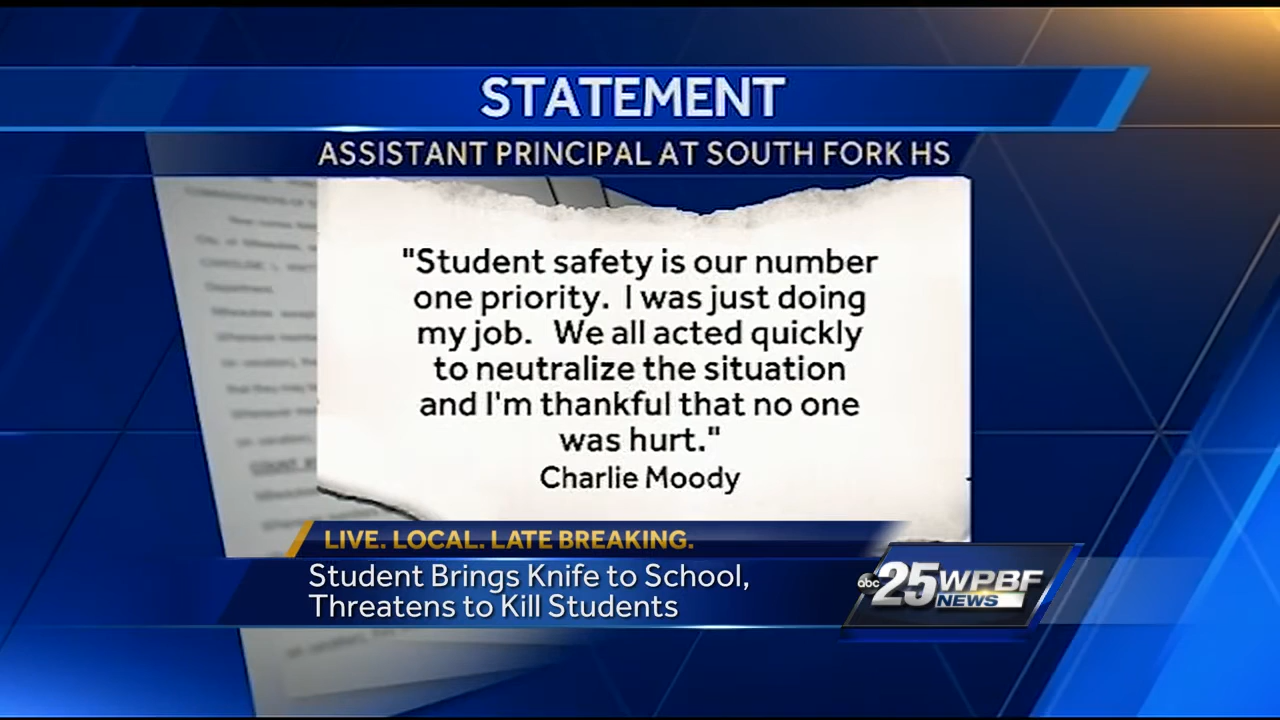 STATEMENT
ASSISTANT PRINCIPAL AT SOUTH FORK HS
"Student safety is our number
one priority.  I was just doing
my job.   We all acted quickly
to neutralize the situation
and I'm thankful that no one
was hurt."
Charlie Moody
LIVE. LOCAL. LATE BREAKING.
Student Brings Knife to School,
Threatens to Kill Students
abc 25 WPBF
NEWS